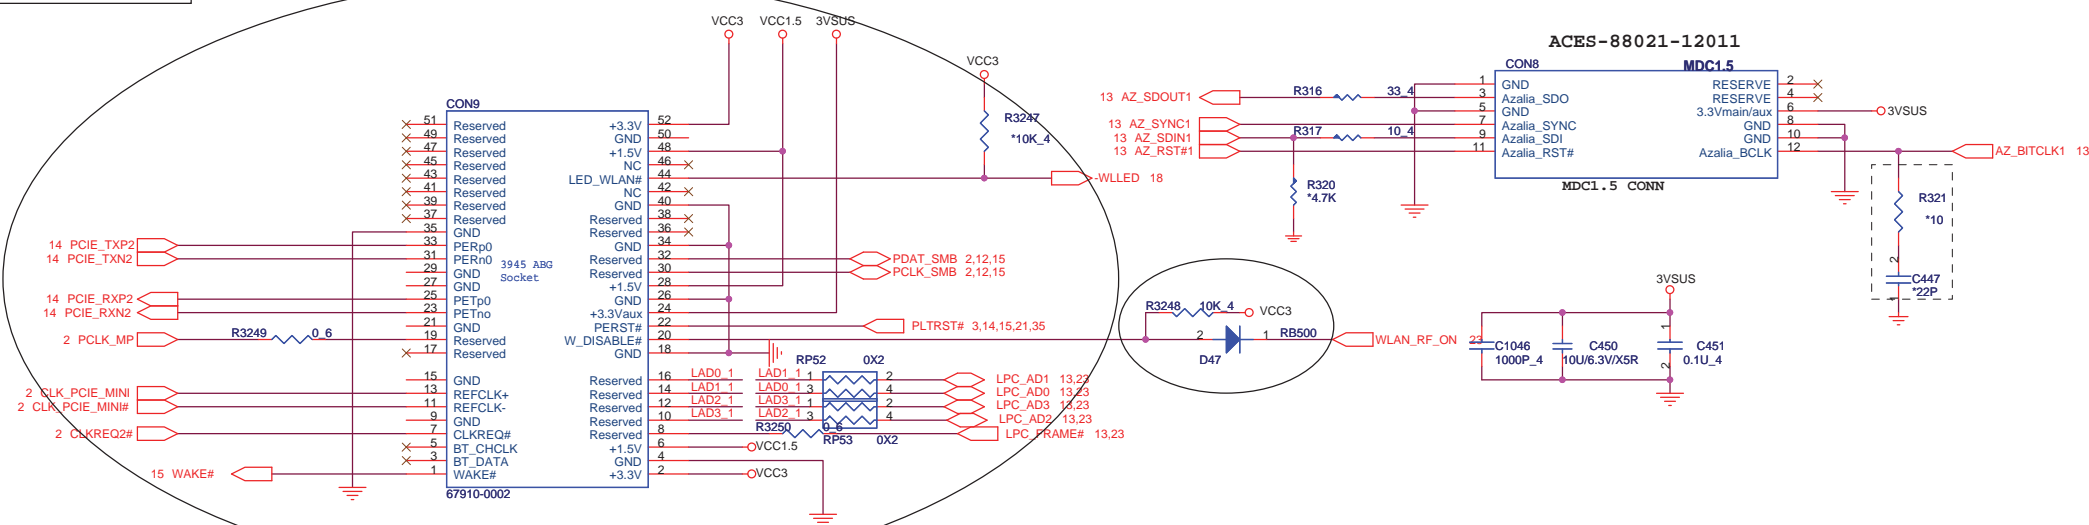 VCC3 VCC1.5 3VSUS
VCC3
CON9
R3247
*10K_4
51 Reserved +3.3V 52
49 Reserved GND 50
47 Reserved +1.5V 48
45 Reserved NC 46
43 Reserved LED_WLAN# 44
41 Reserved NC 42
39 Reserved GND 40
37 Reserved Reserved 38
35 GND Reserved 36
33 PERp0 GND 34
31 PERn0 Reserved 32
29 GND Reserved 30
27 GND +1.5V 28
25 PETp0 GND 26
23 PETno +3.3Vaux 24
21 GND PERST# 22
19 Reserved W_DISABLE# 20
17 Reserved GND 18
15 GND Reserved 16
13 REFCLK+ Reserved 14
11 REFCLK- Reserved 12
9 GND Reserved 10
7 CLKREQ# Reserved 8
5 BT_CHCLK +1.5V 6
3 BT_DATA GND 4
1 WAKE# +3.3V 2
3945 ABG
Socket
67910-0002
14 PCIE_TXP2
14 PCIE_TXN2
14 PCIE_RXP2
14 PCIE_RXN2
2 PCLK_MP
R3249 0_6
2 CLK_PCIE_MINI
2 CLK_PCIE_MINI#
2 CLKREQ2#
15 WAKE#
-WLLED 18
PDAT_SMB 2,12,15
PCLK_SMB 2,12,15
PLTRST# 3,14,15,21,35
RP52 0X2
LAD0_1 LAD1_1 1 2 LPC_AD1 13,23
LAD1_1 LAD0_1 3 4 LPC_AD0 13,23
LAD2_1 LAD3_1 1 2 LPC_AD3 13,23
LAD3_1 LAD2_1 3 4 LPC_AD2 13,23
R3250 0_6 LPC_FRAME# 13,23
RP53 0X2
VCC1.5
VCC3
R3248 10K_4 VCC3
2 1 RB500
D47
WLAN_RF_ON 23
ACES-88021-12011
CON8 MDC1.5
1 GND RESERVE 2
3 Azalia_SDO RESERVE 4
5 GND 3.3Vmain/aux 6
7 Azalia_SYNC GND 8
9 Azalia_SDI GND 10
11 Azalia_RST# Azalia_BCLK 12
MDC1.5 CONN
13 AZ_SDOUT1 R316 33_4
13 AZ_SYNC1
13 AZ_SDIN1 R317 10_4
13 AZ_RST#1
R320
*4.7K
3VSUS
AZ_BITCLK1 13
R321
*10
2
C447
*22P
1
3VSUS
C1046
1000P_4
C450
10U/6.3V/X5R
1
C451
0.1U_4
2